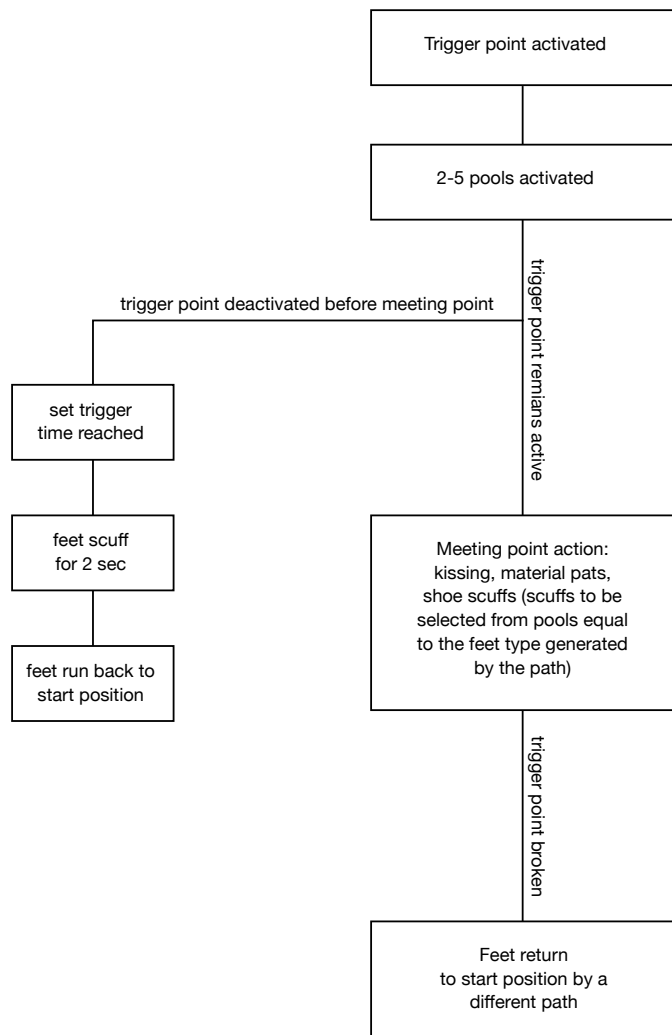 Trigger point activated
2-5 pools activated
trigger point deactivated before meeting point
trigger point remians active
set trigger
time reached
feet scuff
for 2 sec
feet run back to
start position
Meeting point action:
kissing, material pats,
shoe scuffs (scuffs to be
selected from pools equal
to the feet type generated
by the path)
trigger point broken
Feet return
to start position by a
different path